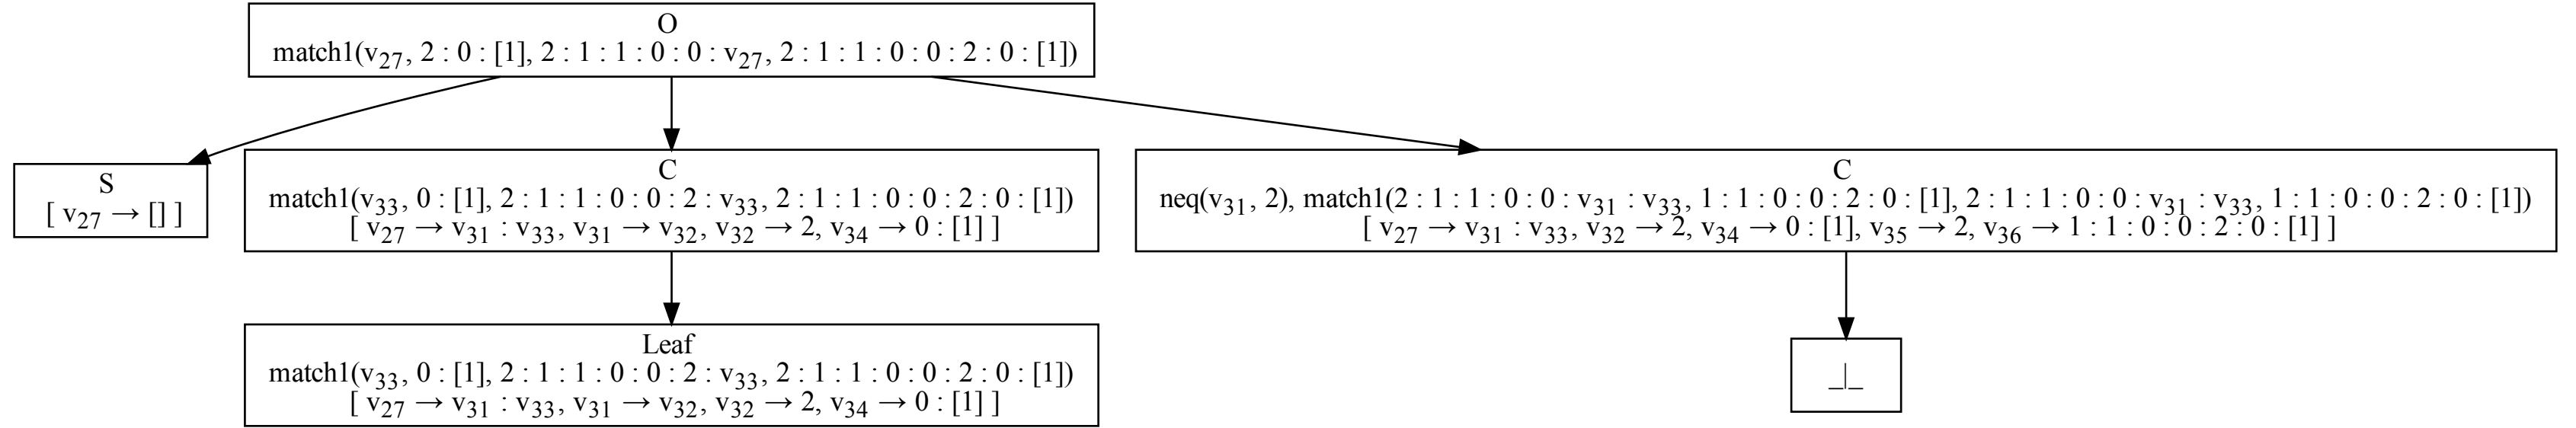 O
match1(v27, 2 : 0 : [1], 2 : 1 : 1 : 0 : 0 : v27, 2 : 1 : 1 : 0 : 0 : 2 : 0 : [1])
S
[ v27 → [] ]
C
match1(v33, 0 : [1], 2 : 1 : 1 : 0 : 0 : 2 : v33, 2 : 1 : 1 : 0 : 0 : 2 : 0 : [1])
[ v27 → v31 : v33, v31 → v32, v32 → 2, v34 → 0 : [1] ]
C
neq(v31, 2), match1(2 : 1 : 1 : 0 : 0 : v31 : v33, 1 : 1 : 0 : 0 : 2 : 0 : [1], 2 : 1 : 1 : 0 : 0 : v31 : v33, 1 : 1 : 0 : 0 : 2 : 0 : [1])
[ v27 → v31 : v33, v32 → 2, v34 → 0 : [1], v35 → 2, v36 → 1 : 1 : 0 : 0 : 2 : 0 : [1] ]
Leaf
match1(v33, 0 : [1], 2 : 1 : 1 : 0 : 0 : 2 : v33, 2 : 1 : 1 : 0 : 0 : 2 : 0 : [1])
[ v27 → v31 : v33, v31 → v32, v32 → 2, v34 → 0 : [1] ]
_|_